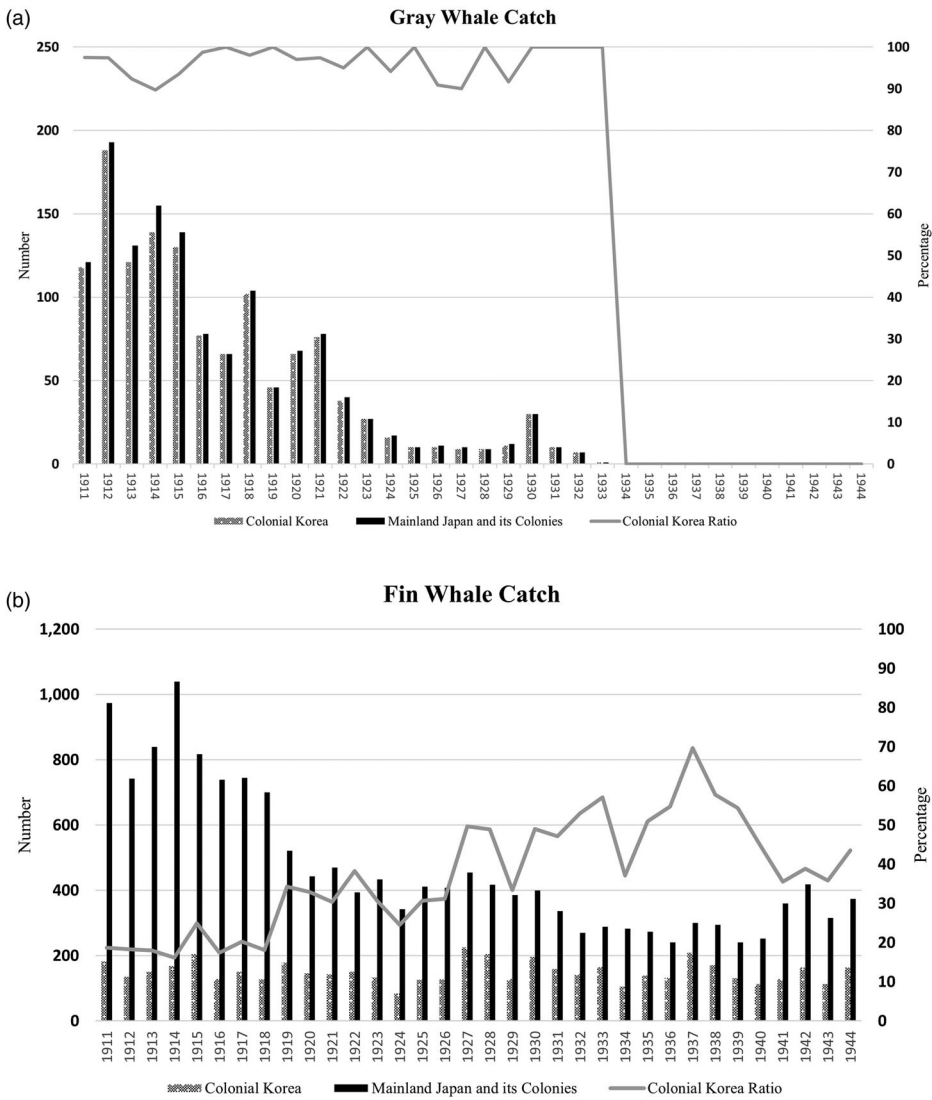 (a)
Gray Whale Catch
250
200
150
100
50
0
Number
100
90
80
70
60
50
40
30
20
10
0
Percentage
1911 1912 1913 1914 1915 1916 1917 1918 1919 1920 1921 1922 1923 1924 1925 1926 1927 1928 1929 1930 1931 1932 1933 1934 1935 1936 1937 1938 1939 1940 1941 1942 1943 1944
Colonial Korea Mainland Japan and its Colonies Colonial Korea Ratio
(b)
Fin Whale Catch
1,200
1,000
800
600
400
200
0
Number
100
90
80
70
60
50
40
30
20
10
0
Percentage
1911 1912 1913 1914 1915 1916 1917 1918 1919 1920 1921 1922 1923 1924 1925 1926 1927 1928 1929 1930 1931 1932 1933 1934 1935 1936 1937 1938 1939 1940 1941 1942 1943 1944
Colonial Korea Mainland Japan and its Colonies Colonial Korea Ratio